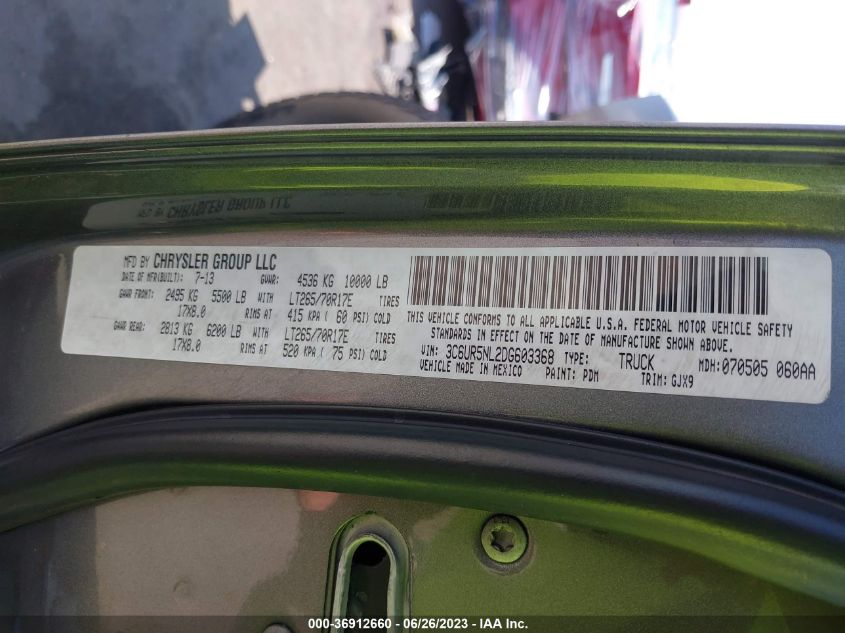 MFD BY CHRYSLER GROUP LLC
DATE OF MFR(BUILT): 7-13 GVWR: 4536 KG 10000 LB
GAWR FRONT: 2495 KG 5500 LB WITH LT265/70R17E TIRES
17X8.0 RIMS AT 415 KPA ( 60 PSI) COLD
GAWR REAR: 2813 KG 6200 LB WITH LT265/70R17E TIRES
17X8.0 RIMS AT 520 KPA ( 75 PSI) COLD
THIS VEHICLE CONFORMS TO ALL APPLICABLE U.S.A. FEDERAL MOTOR VEHICLE SAFETY
STANDARDS IN EFFECT ON THE DATE OF MANUFACTURE SHOWN ABOVE.
VIN: 3C6UR5NL2DG603368 TYPE: TRUCK MDH: 070505 060AA
VEHICLE MADE IN MEXICO PAINT: PDM TRIM: GJX9
000-36912660 - 06/26/2023 - IAA Inc.